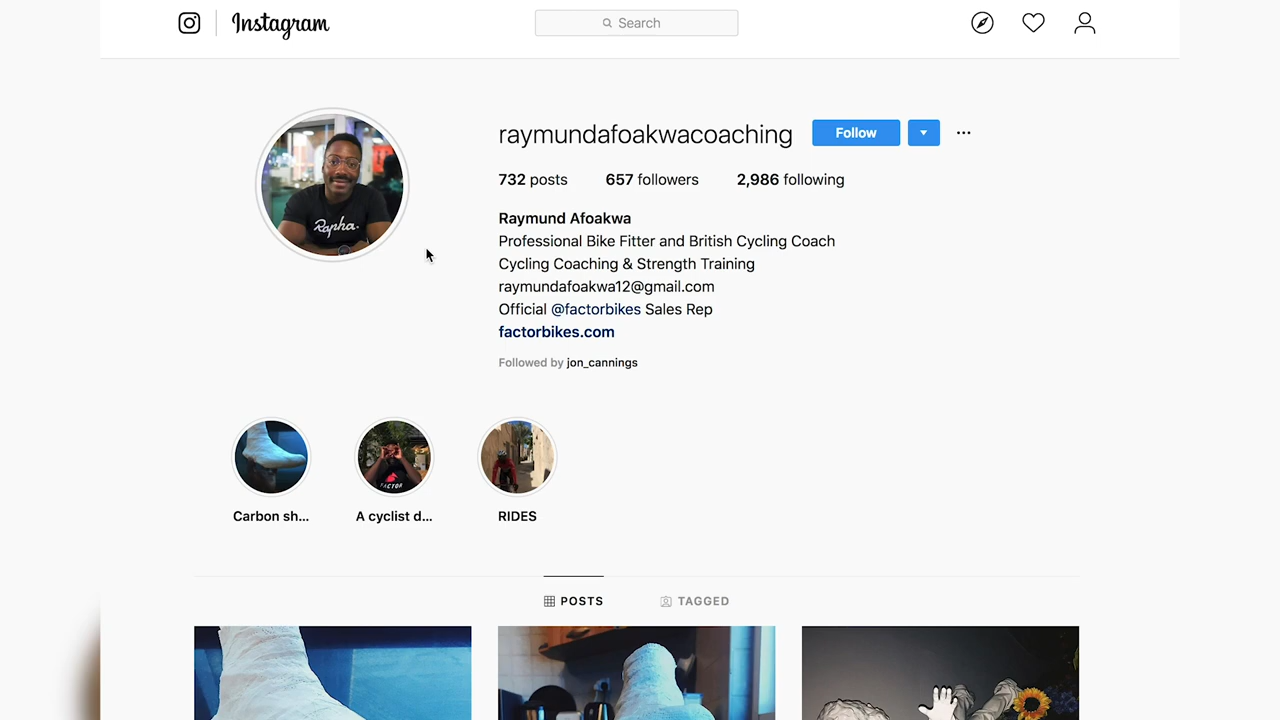 Instagram
Search
raymundafoakwacoaching
Follow
732 posts 657 followers 2,986 following
Raymund Afoakwa
Professional Bike Fitter and British Cycling Coach
Cycling Coaching & Strength Training
raymundafoakwa12@gmail.com
Official @factorbikes Sales Rep
factorbikes.com
Followed by jon_cannings
Rapha.
FACTOR
Carbon sh... A cyclist d... RIDES
POSTS TAGGED